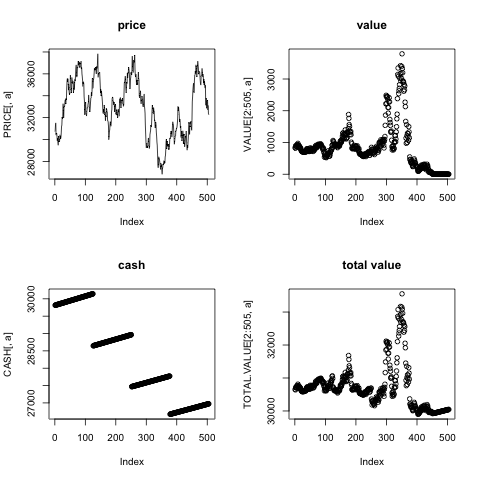 price
PRICE[, a]
28000 32000 36000
0 100 200 300 400 500
Index
value
VALUE[2:505, a]
0 1000 3000
0 100 200 300 400 500
Index
cash
CASH[, a]
27000 28500 30000
0 100 200 300 400 500
Index
total value
TOTAL.VALUE[2:505, a]
30000 32000
0 100 200 300 400 500
Index